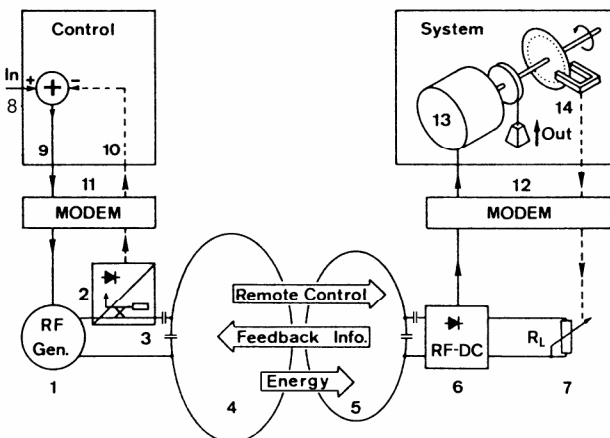 Control
In
8
+
−
+
9
10
11
MODEM
2
RF
Gen.
1
3
4
Remote Control
Feedback Info.
Energy
5
System
13
14
Out
12
MODEM
RF-DC
6
RL
7